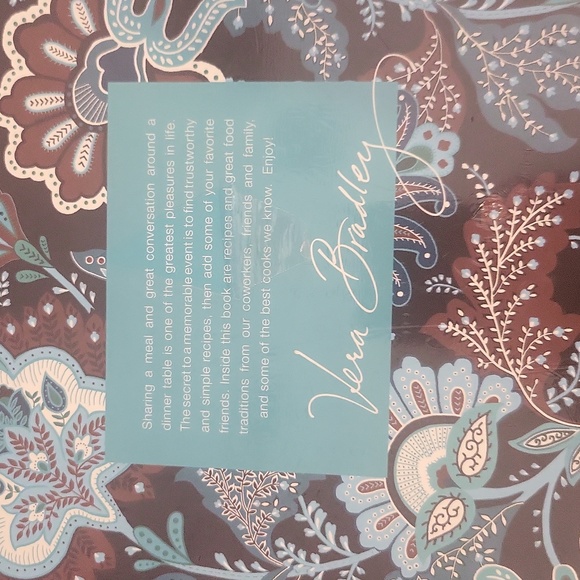 Sharing a meal and great conversation around a
dinner table is one of the greatest pleasures in life.
The secret to a memorable event is to find trustworthy
and simple recipes, then add some of your favorite
friends. Inside this book are recipes and great food
traditions from our coworkers, friends and family,
and some of the best cooks we know. Enjoy!
Vera Bradley